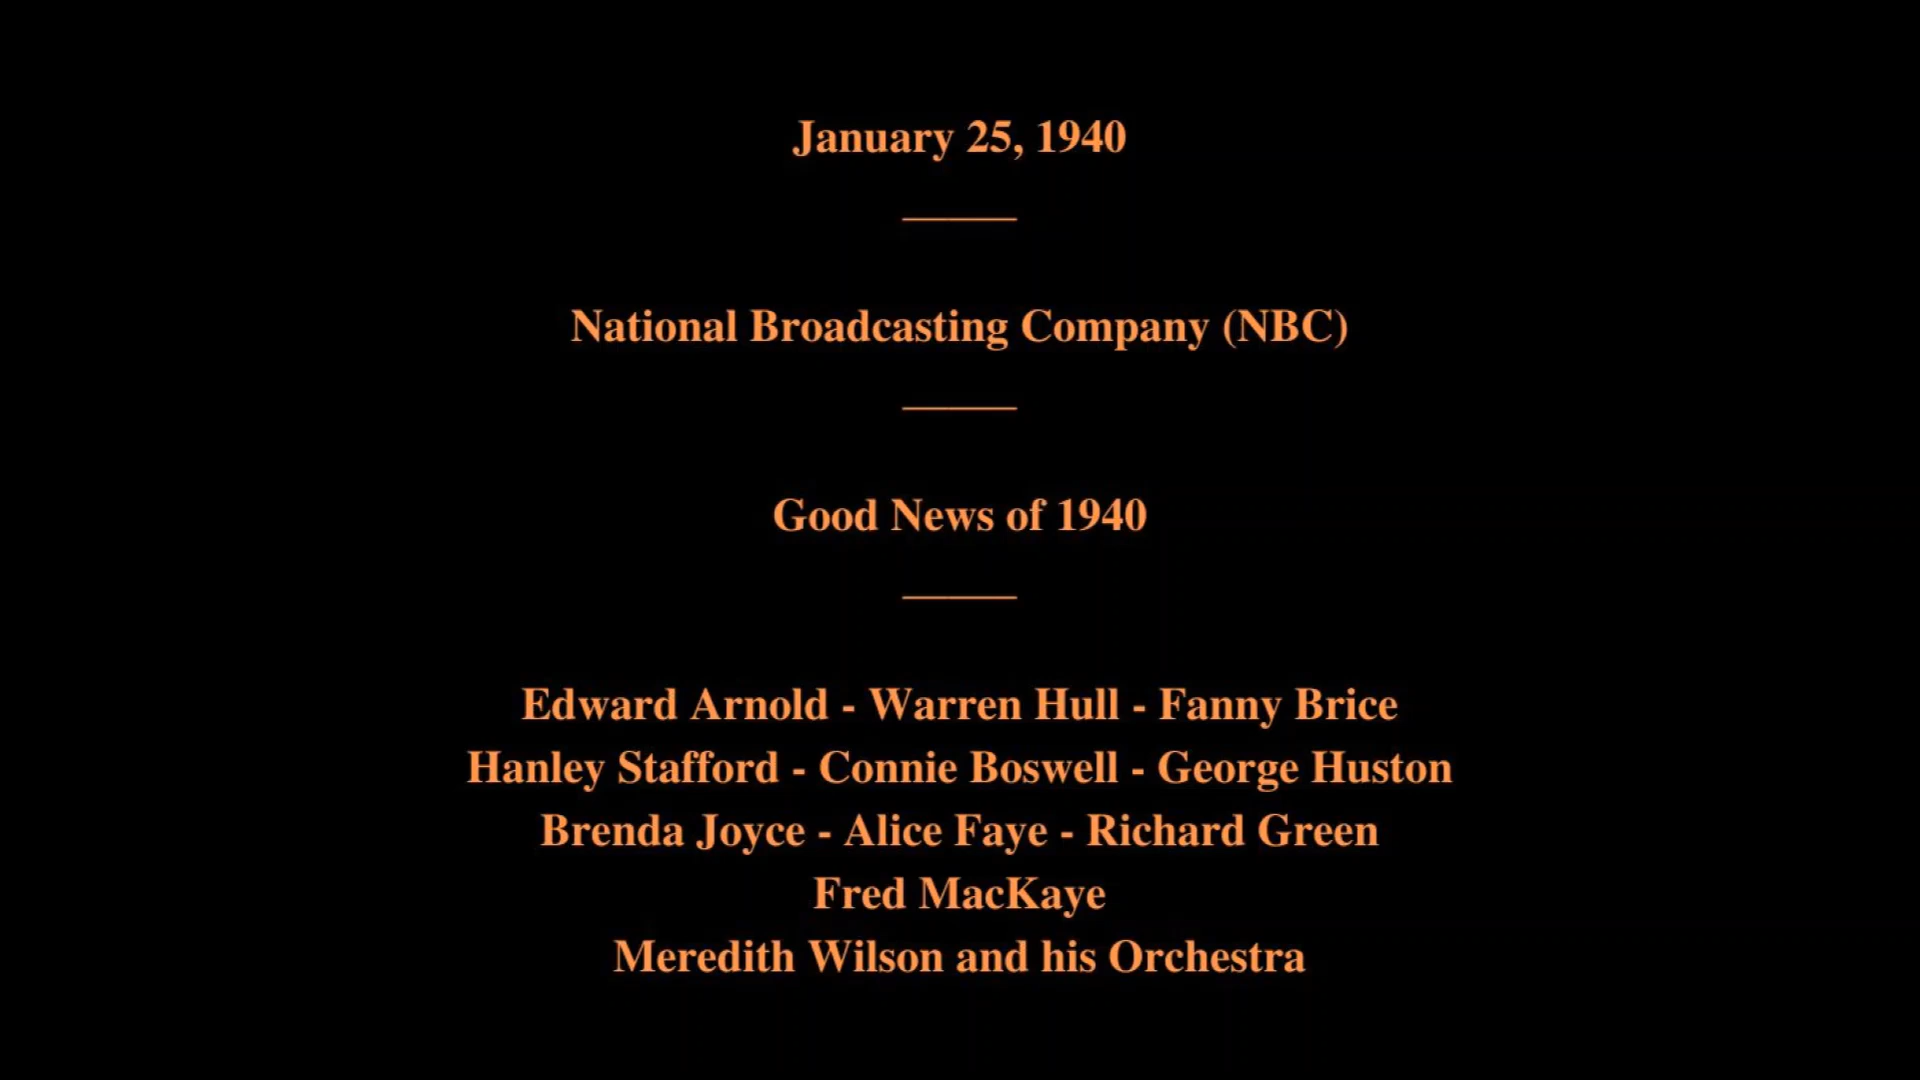 January 25, 1940
National Broadcasting Company (NBC)
Good News of 1940
Edward Arnold - Warren Hull - Fanny Brice
Hanley Stafford - Connie Boswell - George Huston
Brenda Joyce - Alice Faye - Richard Green
Fred MacKaye
Meredith Wilson and his Orchestra